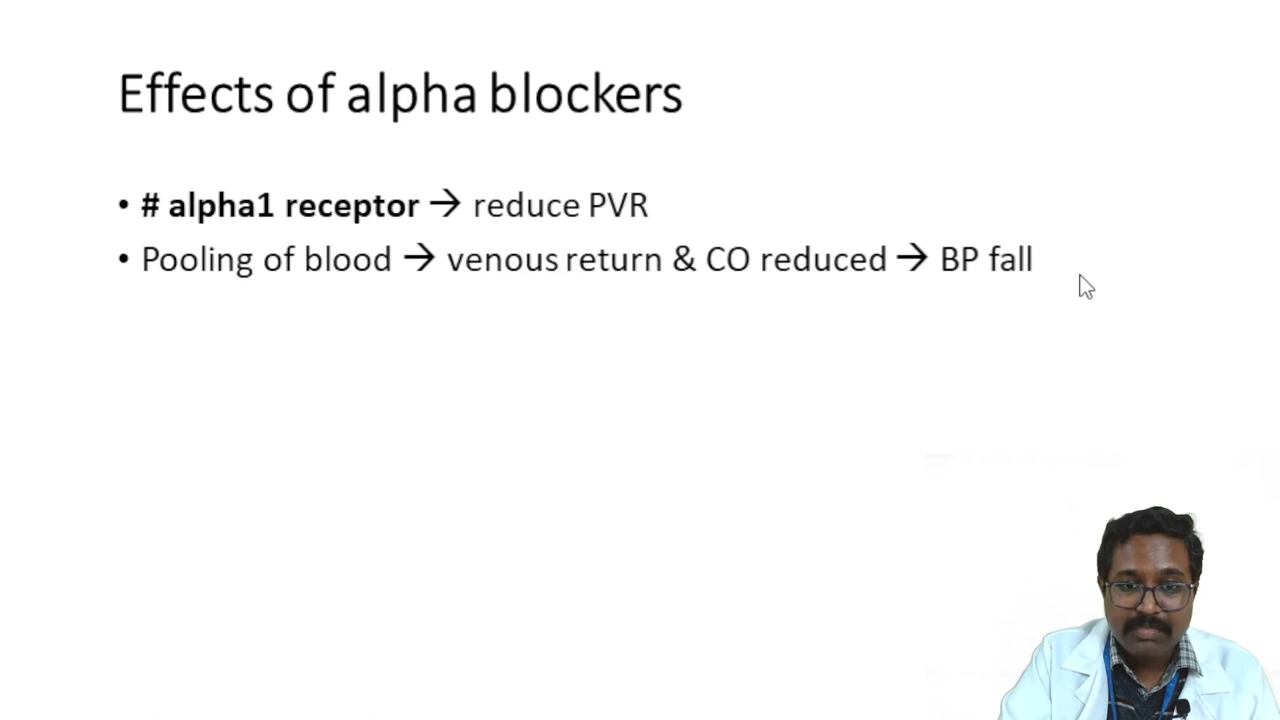 Effects of alpha blockers
• # alpha1 receptor → reduce PVR
• Pooling of blood → venous return & CO reduced → BP fall